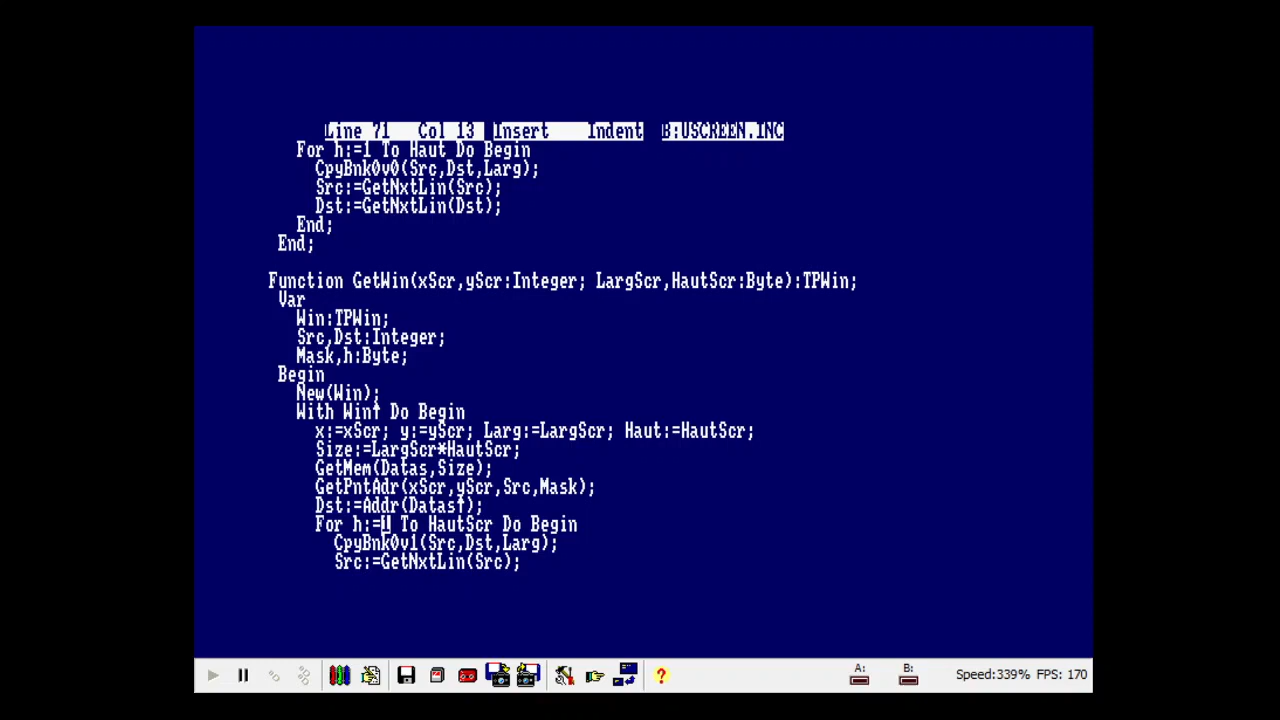 Line 71   Col 13  Insert    Indent  B:USCREEN.INC
For h:=1 To Haut Do Begin
CpyBnk0v0(Src,Dst,Larg);
Src:=GetNxtLin(Src);
Dst:=GetNxtLin(Dst);
End;
End;
Function GetWin(xScr,yScr:Integer; LargScr,HautScr:Byte):TPWin;
Var
Win:TPWin;
Src,Dst:Integer;
Mask,h:Byte;
Begin
New(Win);
With Win↑ Do Begin
x:=xScr; y:=yScr; Larg:=LargScr; Haut:=HautScr;
Size:=LargScr*HautScr;
GetMem(Datas,Size);
GetPntAdr(xScr,yScr,Src,Mask);
Dst:=Addr(Datas↑);
For h:=1 To HautScr Do Begin
CpyBnk0v1(Src,Dst,Larg);
Src:=GetNxtLin(Src);
A: B: Speed:339% FPS: 170